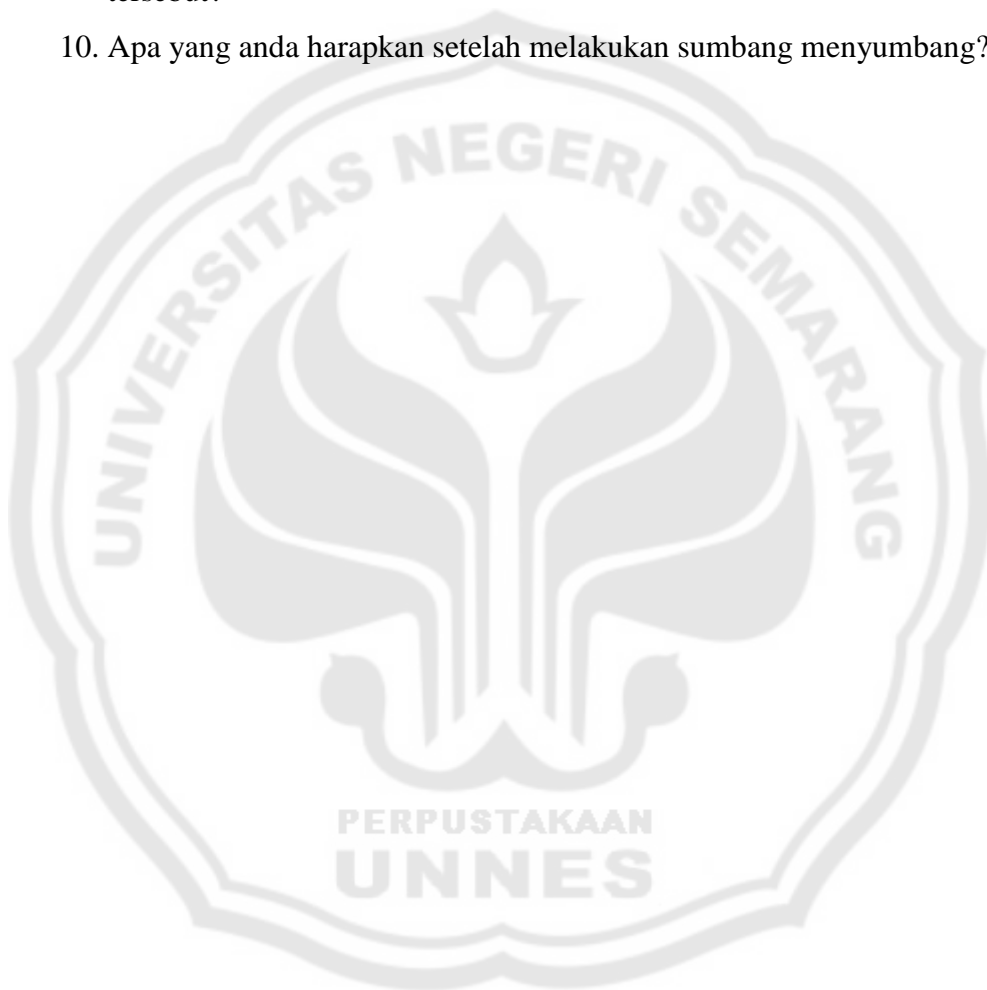 tersebut?
10. Apa yang anda harapkan setelah melakukan sumbang menyumbang?
UNIVERSITAS NEGERI SEMARANG
PERPUSTAKAAN
UNNES